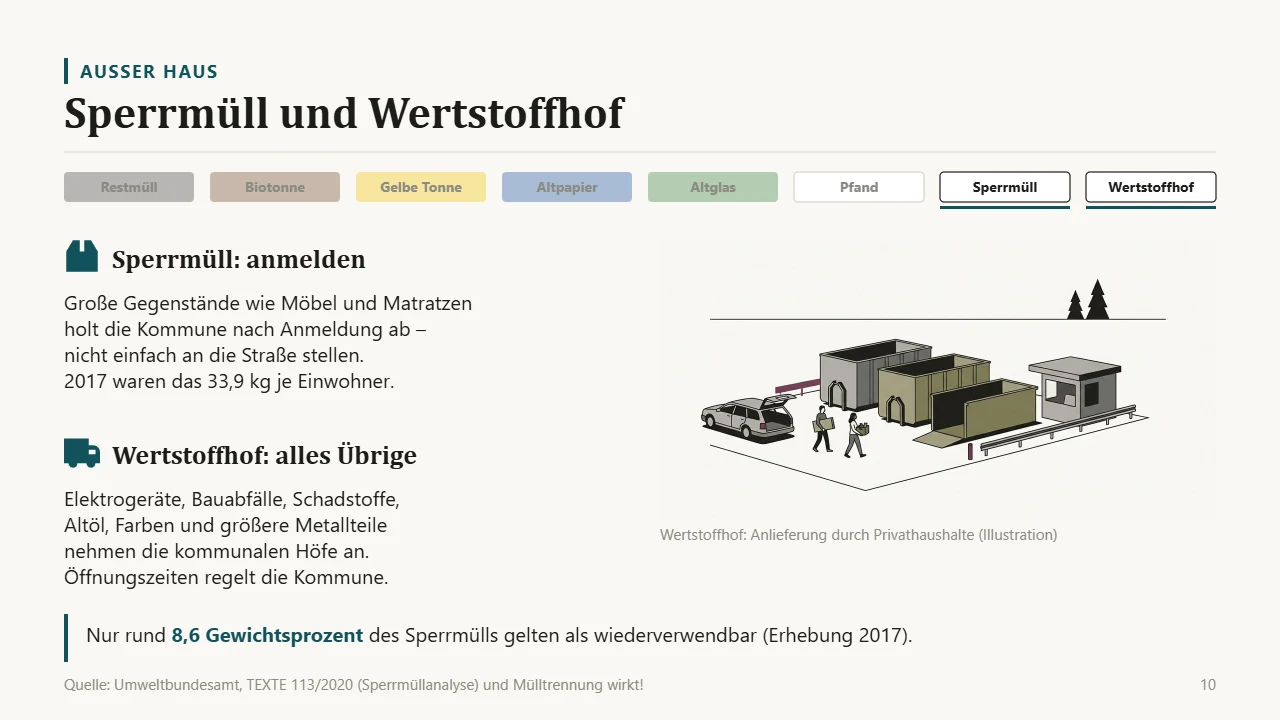 AUSSER HAUS
Sperrmüll und Wertstoffhof
Restmüll
Biotonne
Gelbe Tonne
Altpapier
Altglas
Pfand
Sperrmüll
Wertstoffhof
Sperrmüll: anmelden
Große Gegenstände wie Möbel und Matratzen
holt die Kommune nach Anmeldung ab –
nicht einfach an die Straße stellen.
2017 waren das 33,9 kg je Einwohner.
Wertstoffhof: alles Übrige
Elektrogeräte, Bauabfälle, Schadstoffe,
Altöl, Farben und größere Metallteile
nehmen die kommunalen Höfe an.
Öffnungszeiten regelt die Kommune.
Wertstoffhof: Anlieferung durch Privathaushalte (Illustration)
Nur rund 8,6 Gewichtsprozent des Sperrmülls gelten als wiederverwendbar (Erhebung 2017).
Quelle: Umweltbundesamt, TEXTE 113/2020 (Sperrmüllanalyse) und Mülltrennung wirkt!
10